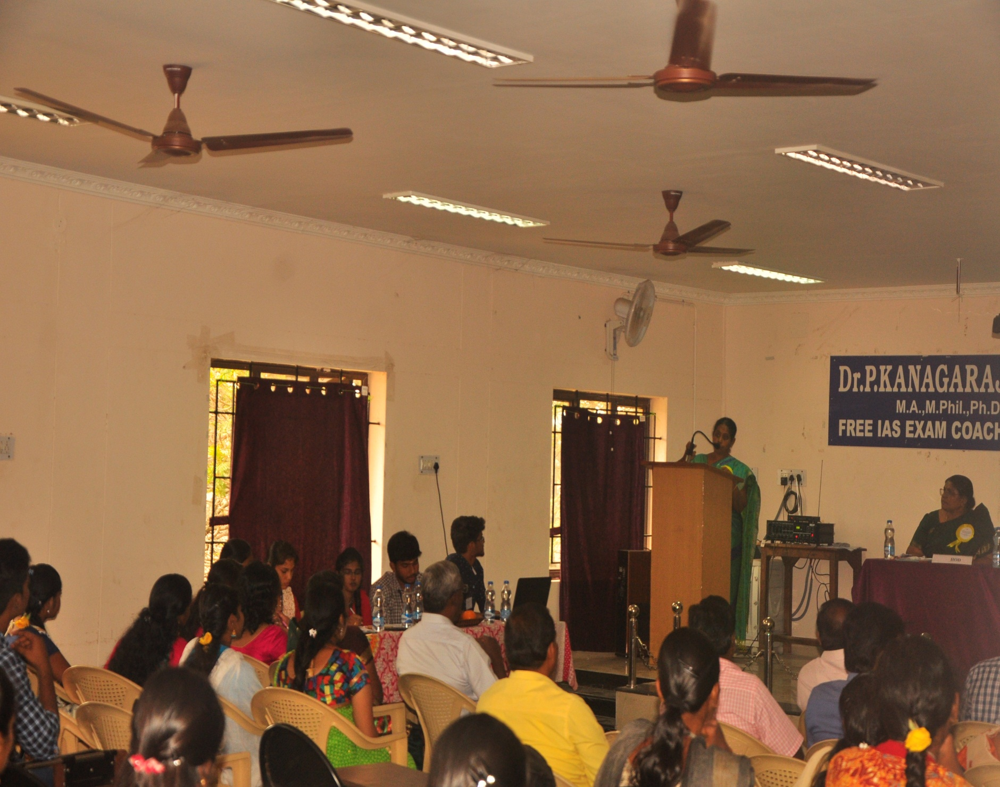 Dr.P.KANAGARAJ
M.A.,M.Phil.,Ph.D
FREE IAS EXAM COACH
HOD